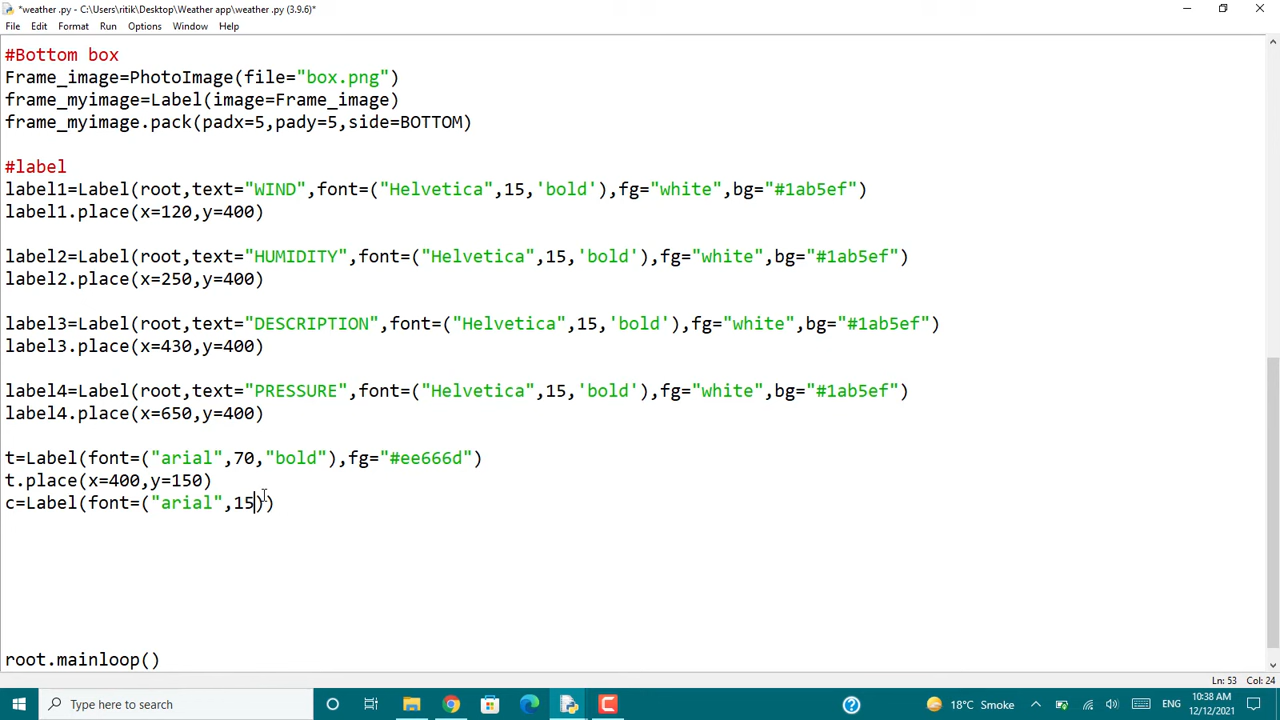 *weather .py - C:\Users\ritik\Desktop\Weather app\weather .py (3.9.6)*
File Edit Format Run Options Window Help
#Bottom box
Frame_image=PhotoImage(file="box.png")
frame_myimage=Label(image=Frame_image)
frame_myimage.pack(padx=5,pady=5,side=BOTTOM)
#label
label1=Label(root,text="WIND",font=("Helvetica",15,'bold'),fg="white",bg="#1ab5ef")
label1.place(x=120,y=400)
label2=Label(root,text="HUMIDITY",font=("Helvetica",15,'bold'),fg="white",bg="#1ab5ef")
label2.place(x=250,y=400)
label3=Label(root,text="DESCRIPTION",font=("Helvetica",15,'bold'),fg="white",bg="#1ab5ef")
label3.place(x=430,y=400)
label4=Label(root,text="PRESSURE",font=("Helvetica",15,'bold'),fg="white",bg="#1ab5ef")
label4.place(x=650,y=400)
t=Label(font=("arial",70,"bold"),fg="#ee666d")
t.place(x=400,y=150)
c=Label(font=("arial",15))
root.mainloop()
Ln: 53 Col: 24
Type here to search
18°C Smoke
ENG
10:38 AM
12/12/2021